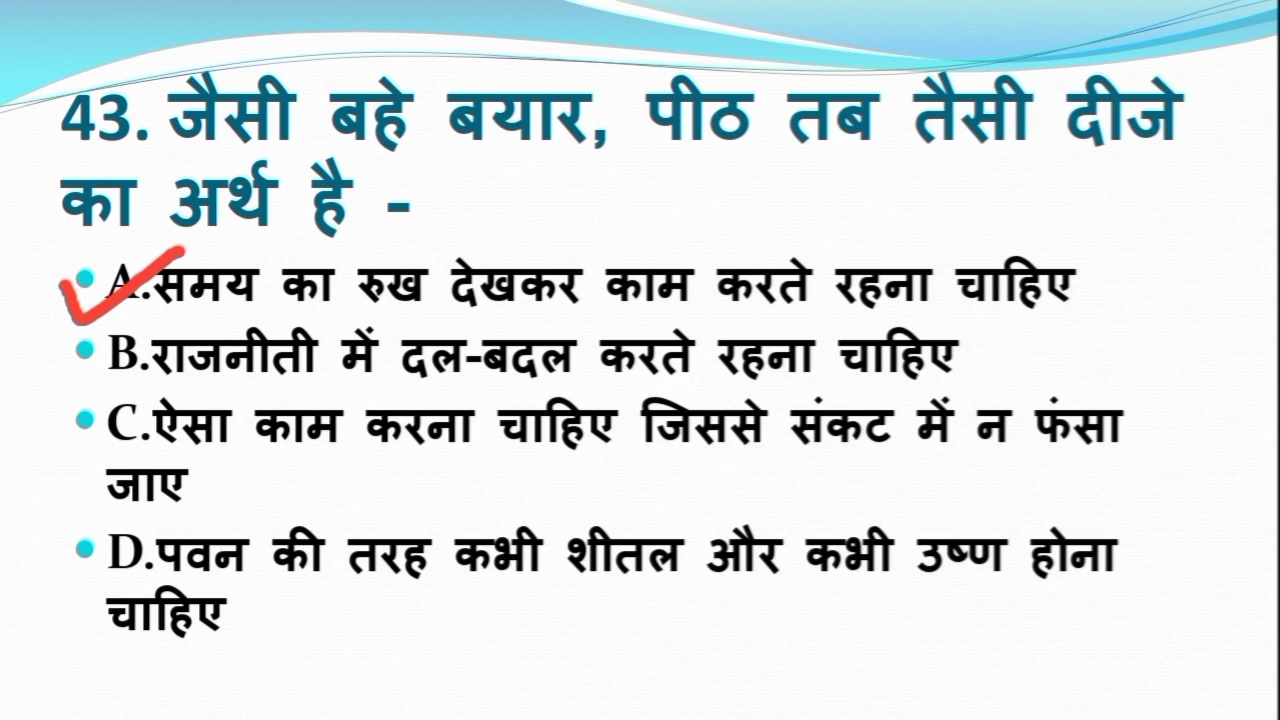 43. जैसी बहे बयार, पीठ तब तैसी दीजे
का अर्थ है -
A.समय का रुख देखकर काम करते रहना चाहिए
B.राजनीती में दल-बदल करते रहना चाहिए
C.ऐसा काम करना चाहिए जिससे संकट में न फंसा
जाए
D.पवन की तरह कभी शीतल और कभी उष्ण होना
चाहिए